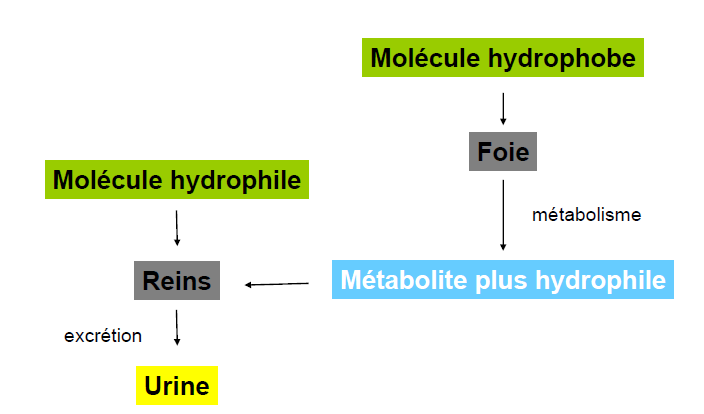 Molécule hydrophobe
Foie
Molécule hydrophile
métabolisme
Reins
Métabolite plus hydrophile
excrétion
Urine